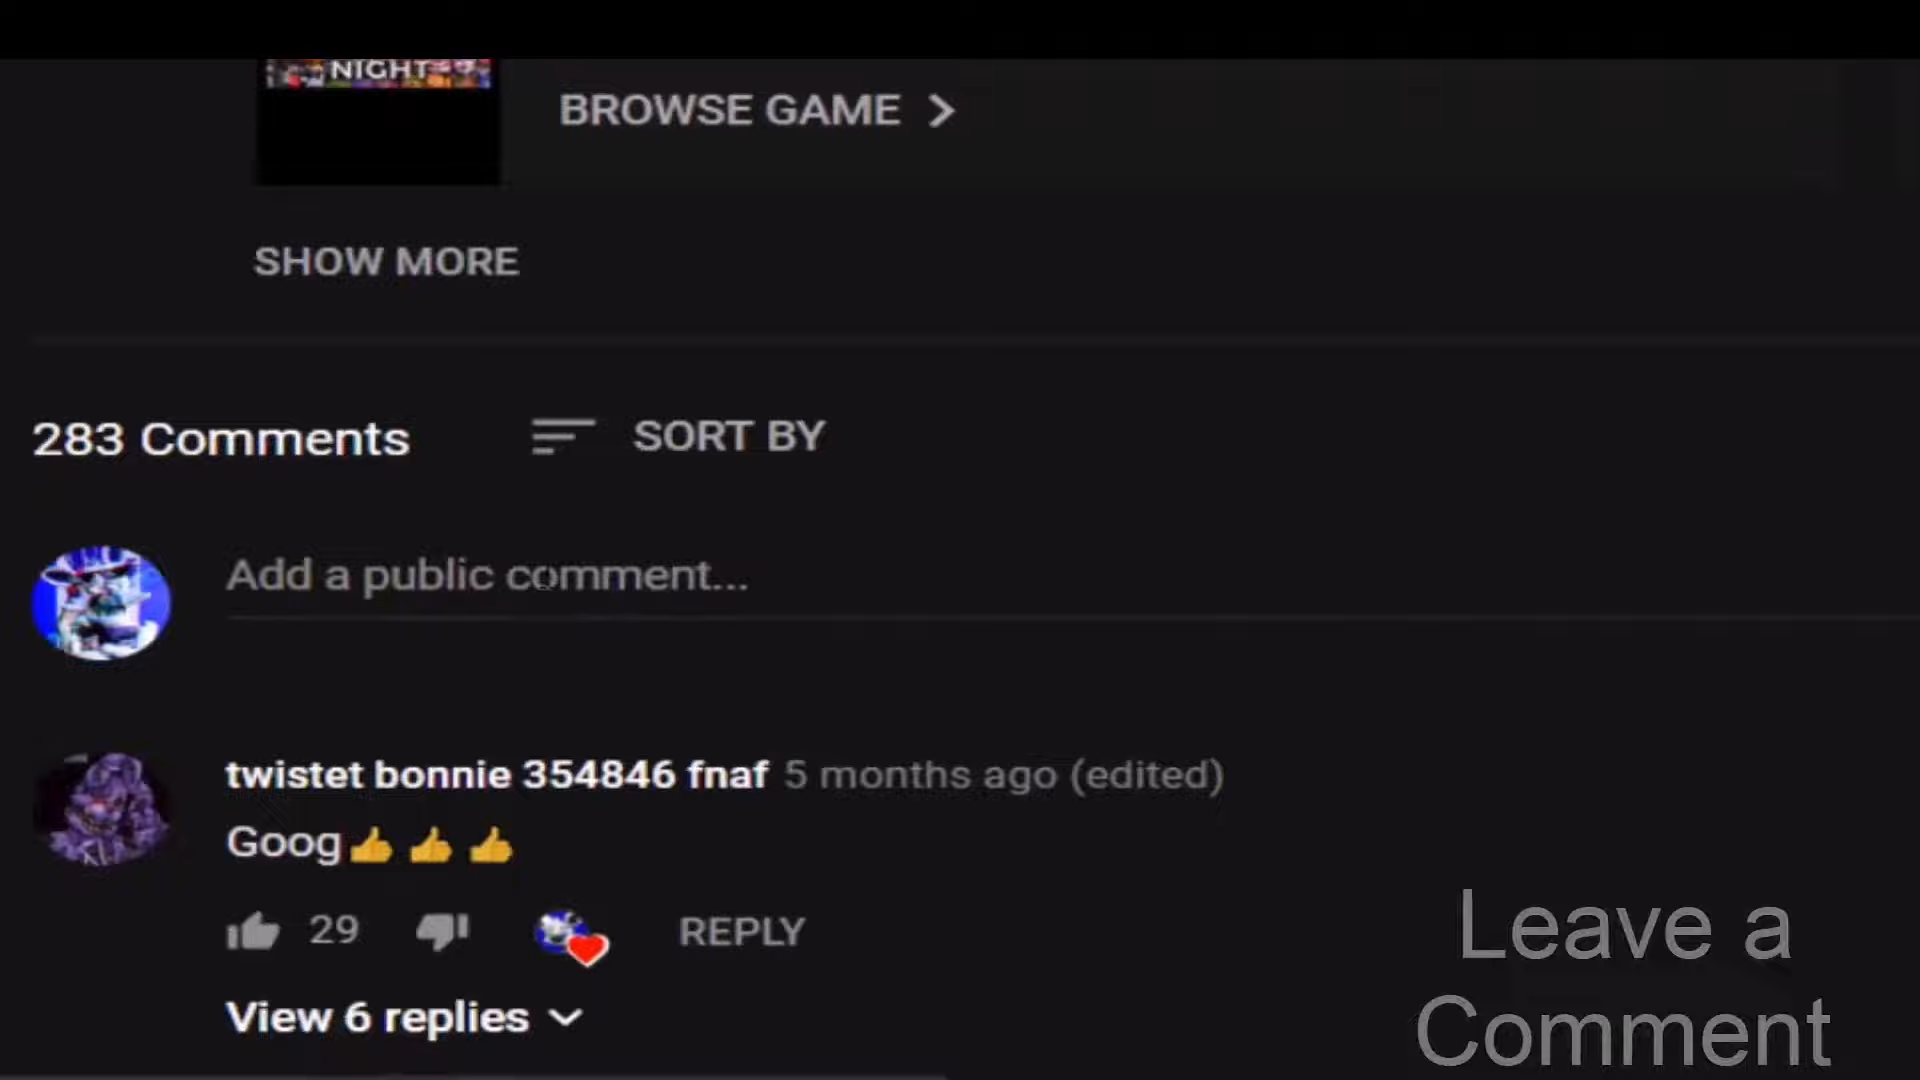 NIGHT
BROWSE GAME
SHOW MORE
283 Comments
SORT BY
Add a public comment...
twistet bonnie 354846 fnaf 5 months ago (edited)
Goog👍👍👍
29
REPLY
View 6 replies
Leave a
Comment